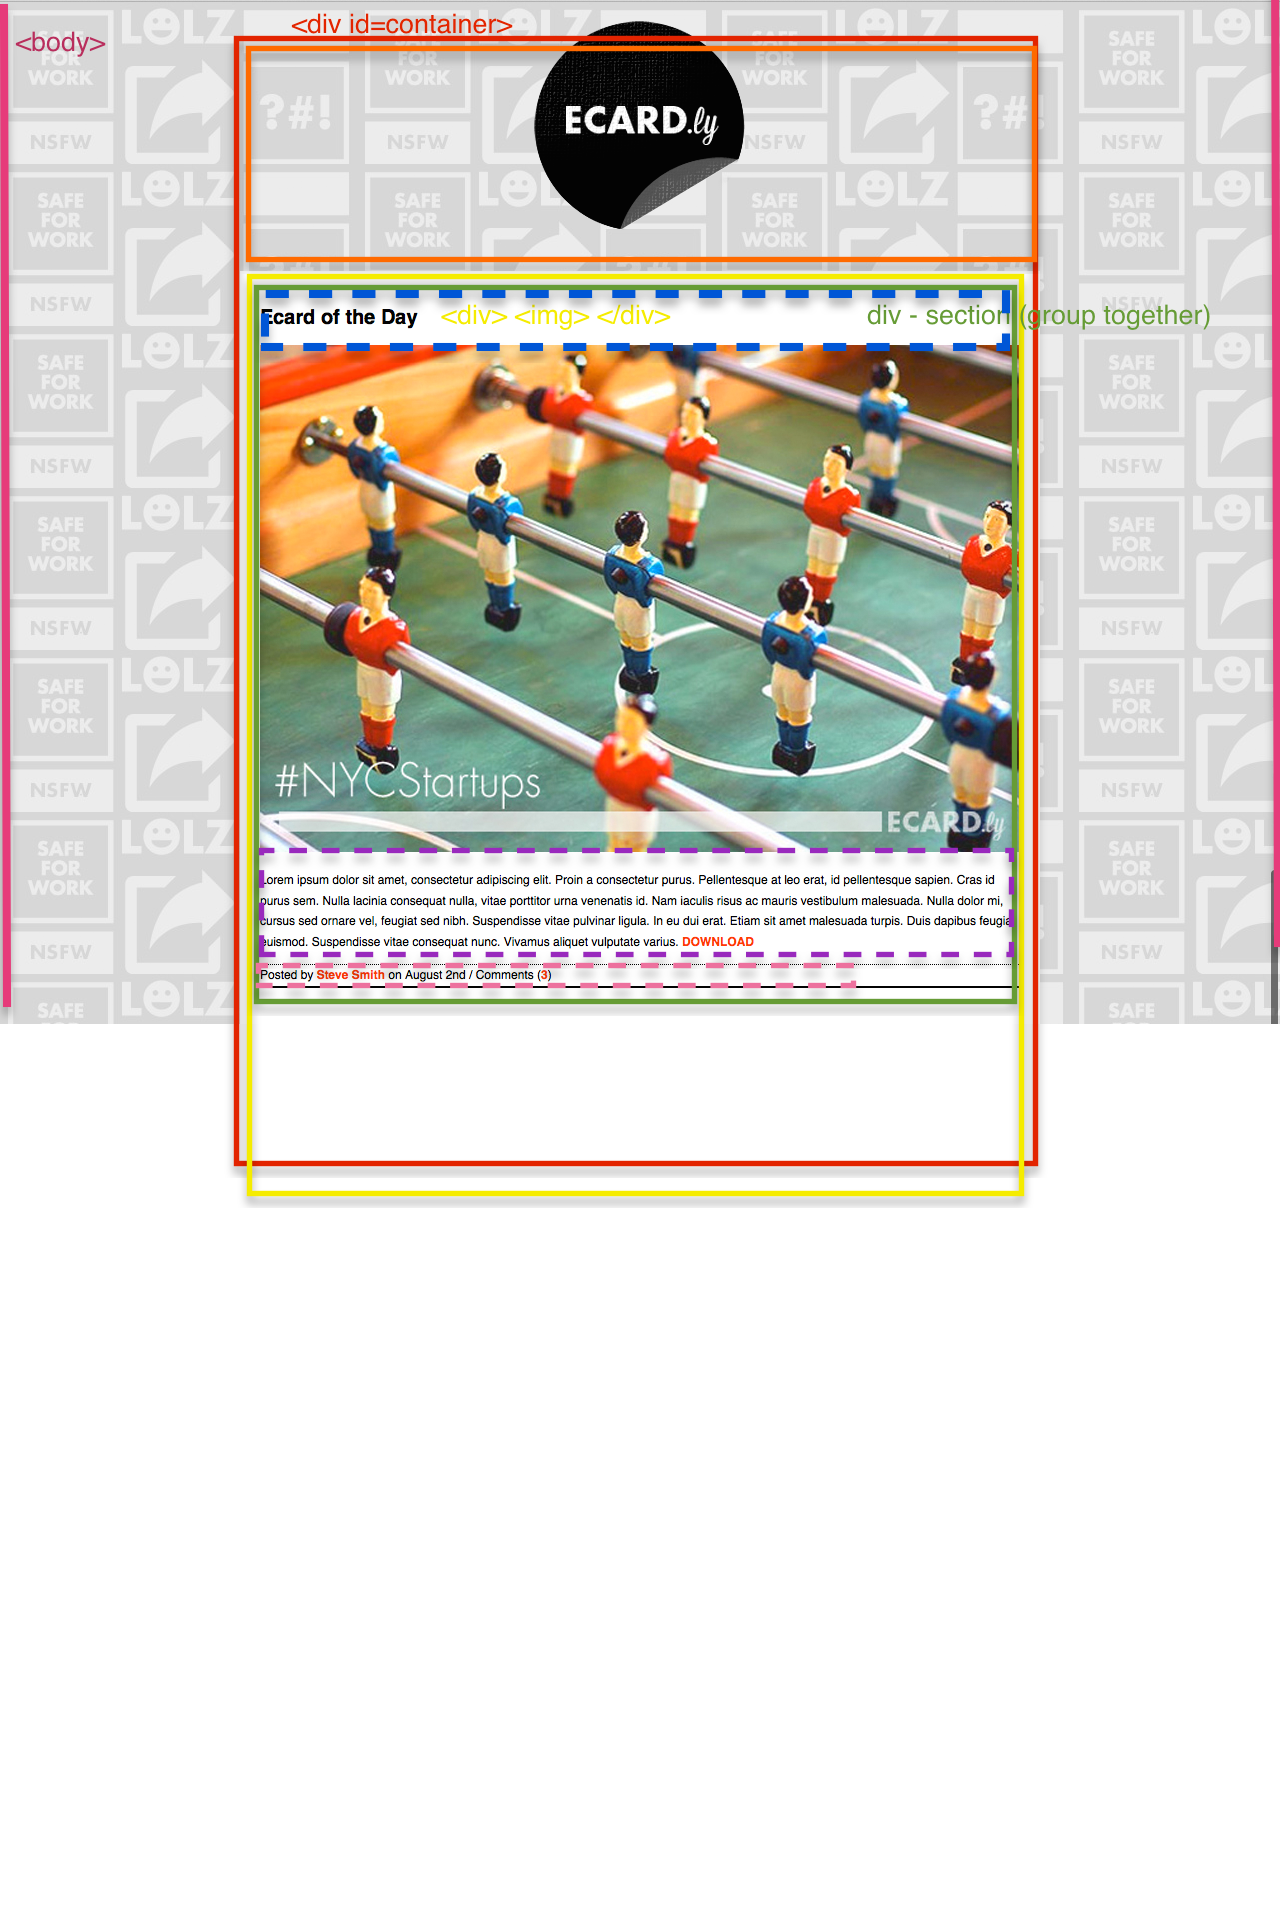 <div id=container>
<body>
SAFE
FOR
WORK
LOLZ
?#!
NSFW
ECARD.ly
Ecard of the Day
<div> <img> </div>
div - section (group together)
#NYCStartups
ECARD.ly
Lorem ipsum dolor sit amet, consectetur adipiscing elit. Proin a consectetur purus. Pellentesque at leo erat, id pellentesque sapien. Cras id
purus sem. Nulla lacinia consequat nulla, vitae porttitor urna venenatis id. Nam iaculis risus ac mauris vestibulum malesuada. Nulla dolor mi,
cursus sed ornare vel, feugiat sed nibh. Suspendisse vitae pulvinar ligula. In eu dui erat. Etiam sit amet malesuada turpis. Duis dapibus feugia
euismod. Suspendisse vitae consequat nunc. Vivamus aliquet vulputate varius. DOWNLOAD
Posted by Steve Smith on August 2nd / Comments (3)